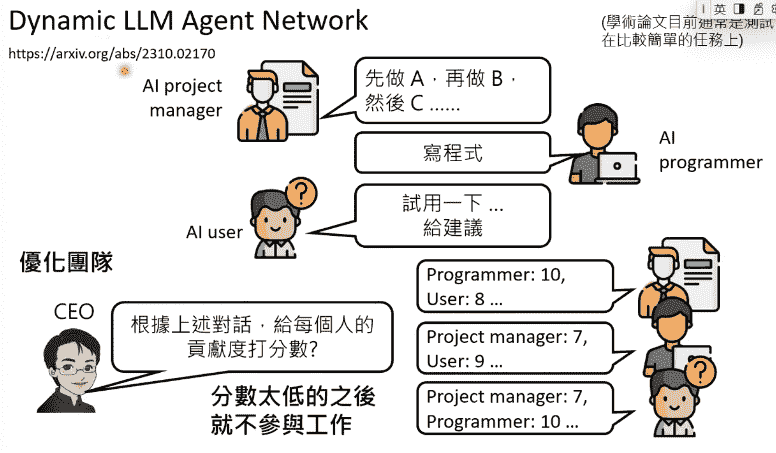 Dynamic LLM Agent Network
https://arxiv.org/abs/2310.02170
英
(學術論文目前通常是測試
在比較簡單的任務上)
AI project
manager
先做 A，再做 B，
然後 C ......
寫程式
AI
programmer
AI user
試用一下 ...
給建議
優化團隊
CEO
根據上述對話，給每個人的
貢獻度打分數?
分數太低的之後
就不參與工作
Programmer: 10,
User: 8 ...
Project manager: 7,
User: 9 ...
Project manager: 7,
Programmer: 10 ...